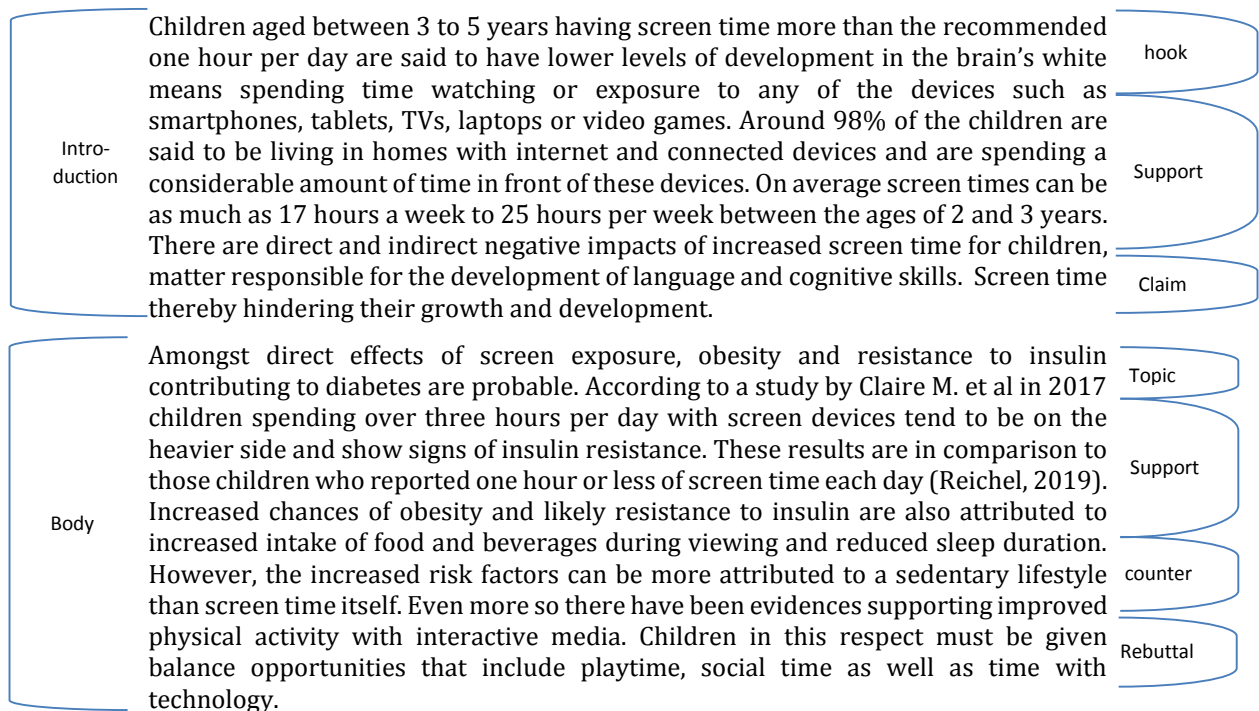 Children aged between 3 to 5 years having screen time more than the recommended
one hour per day are said to have lower levels of development in the brain's white
means spending time watching or exposure to any of the devices such as
smartphones, tablets, TVs, laptops or video games. Around 98% of the children are
said to be living in homes with internet and connected devices and are spending a
considerable amount of time in front of these devices. On average screen times can be
as much as 17 hours a week to 25 hours per week between the ages of 2 and 3 years.
There are direct and indirect negative impacts of increased screen time for children,
matter responsible for the development of language and cognitive skills. Screen time
thereby hindering their growth and development.
Intro-
duction
hook
Support
Claim
Amongst direct effects of screen exposure, obesity and resistance to insulin
contributing to diabetes are probable. According to a study by Claire M. et al in 2017
children spending over three hours per day with screen devices tend to be on the
heavier side and show signs of insulin resistance. These results are in comparison to
those children who reported one hour or less of screen time each day (Reichel, 2019).
Increased chances of obesity and likely resistance to insulin are also attributed to
increased intake of food and beverages during viewing and reduced sleep duration.
However, the increased risk factors can be more attributed to a sedentary lifestyle
than screen time itself. Even more so there have been evidences supporting improved
physical activity with interactive media. Children in this respect must be given
balance opportunities that include playtime, social time as well as time with
technology.
Body
Topic
Support
counter
Rebuttal